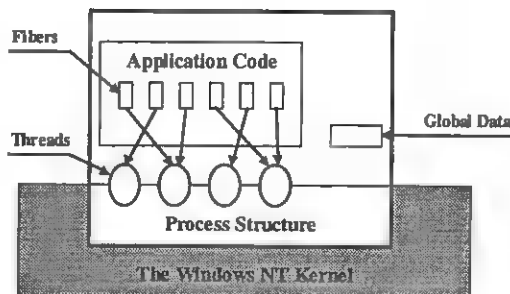 Fibers
Application Code
Global Data
Threads
Process Structure
The Windows NT Kernel